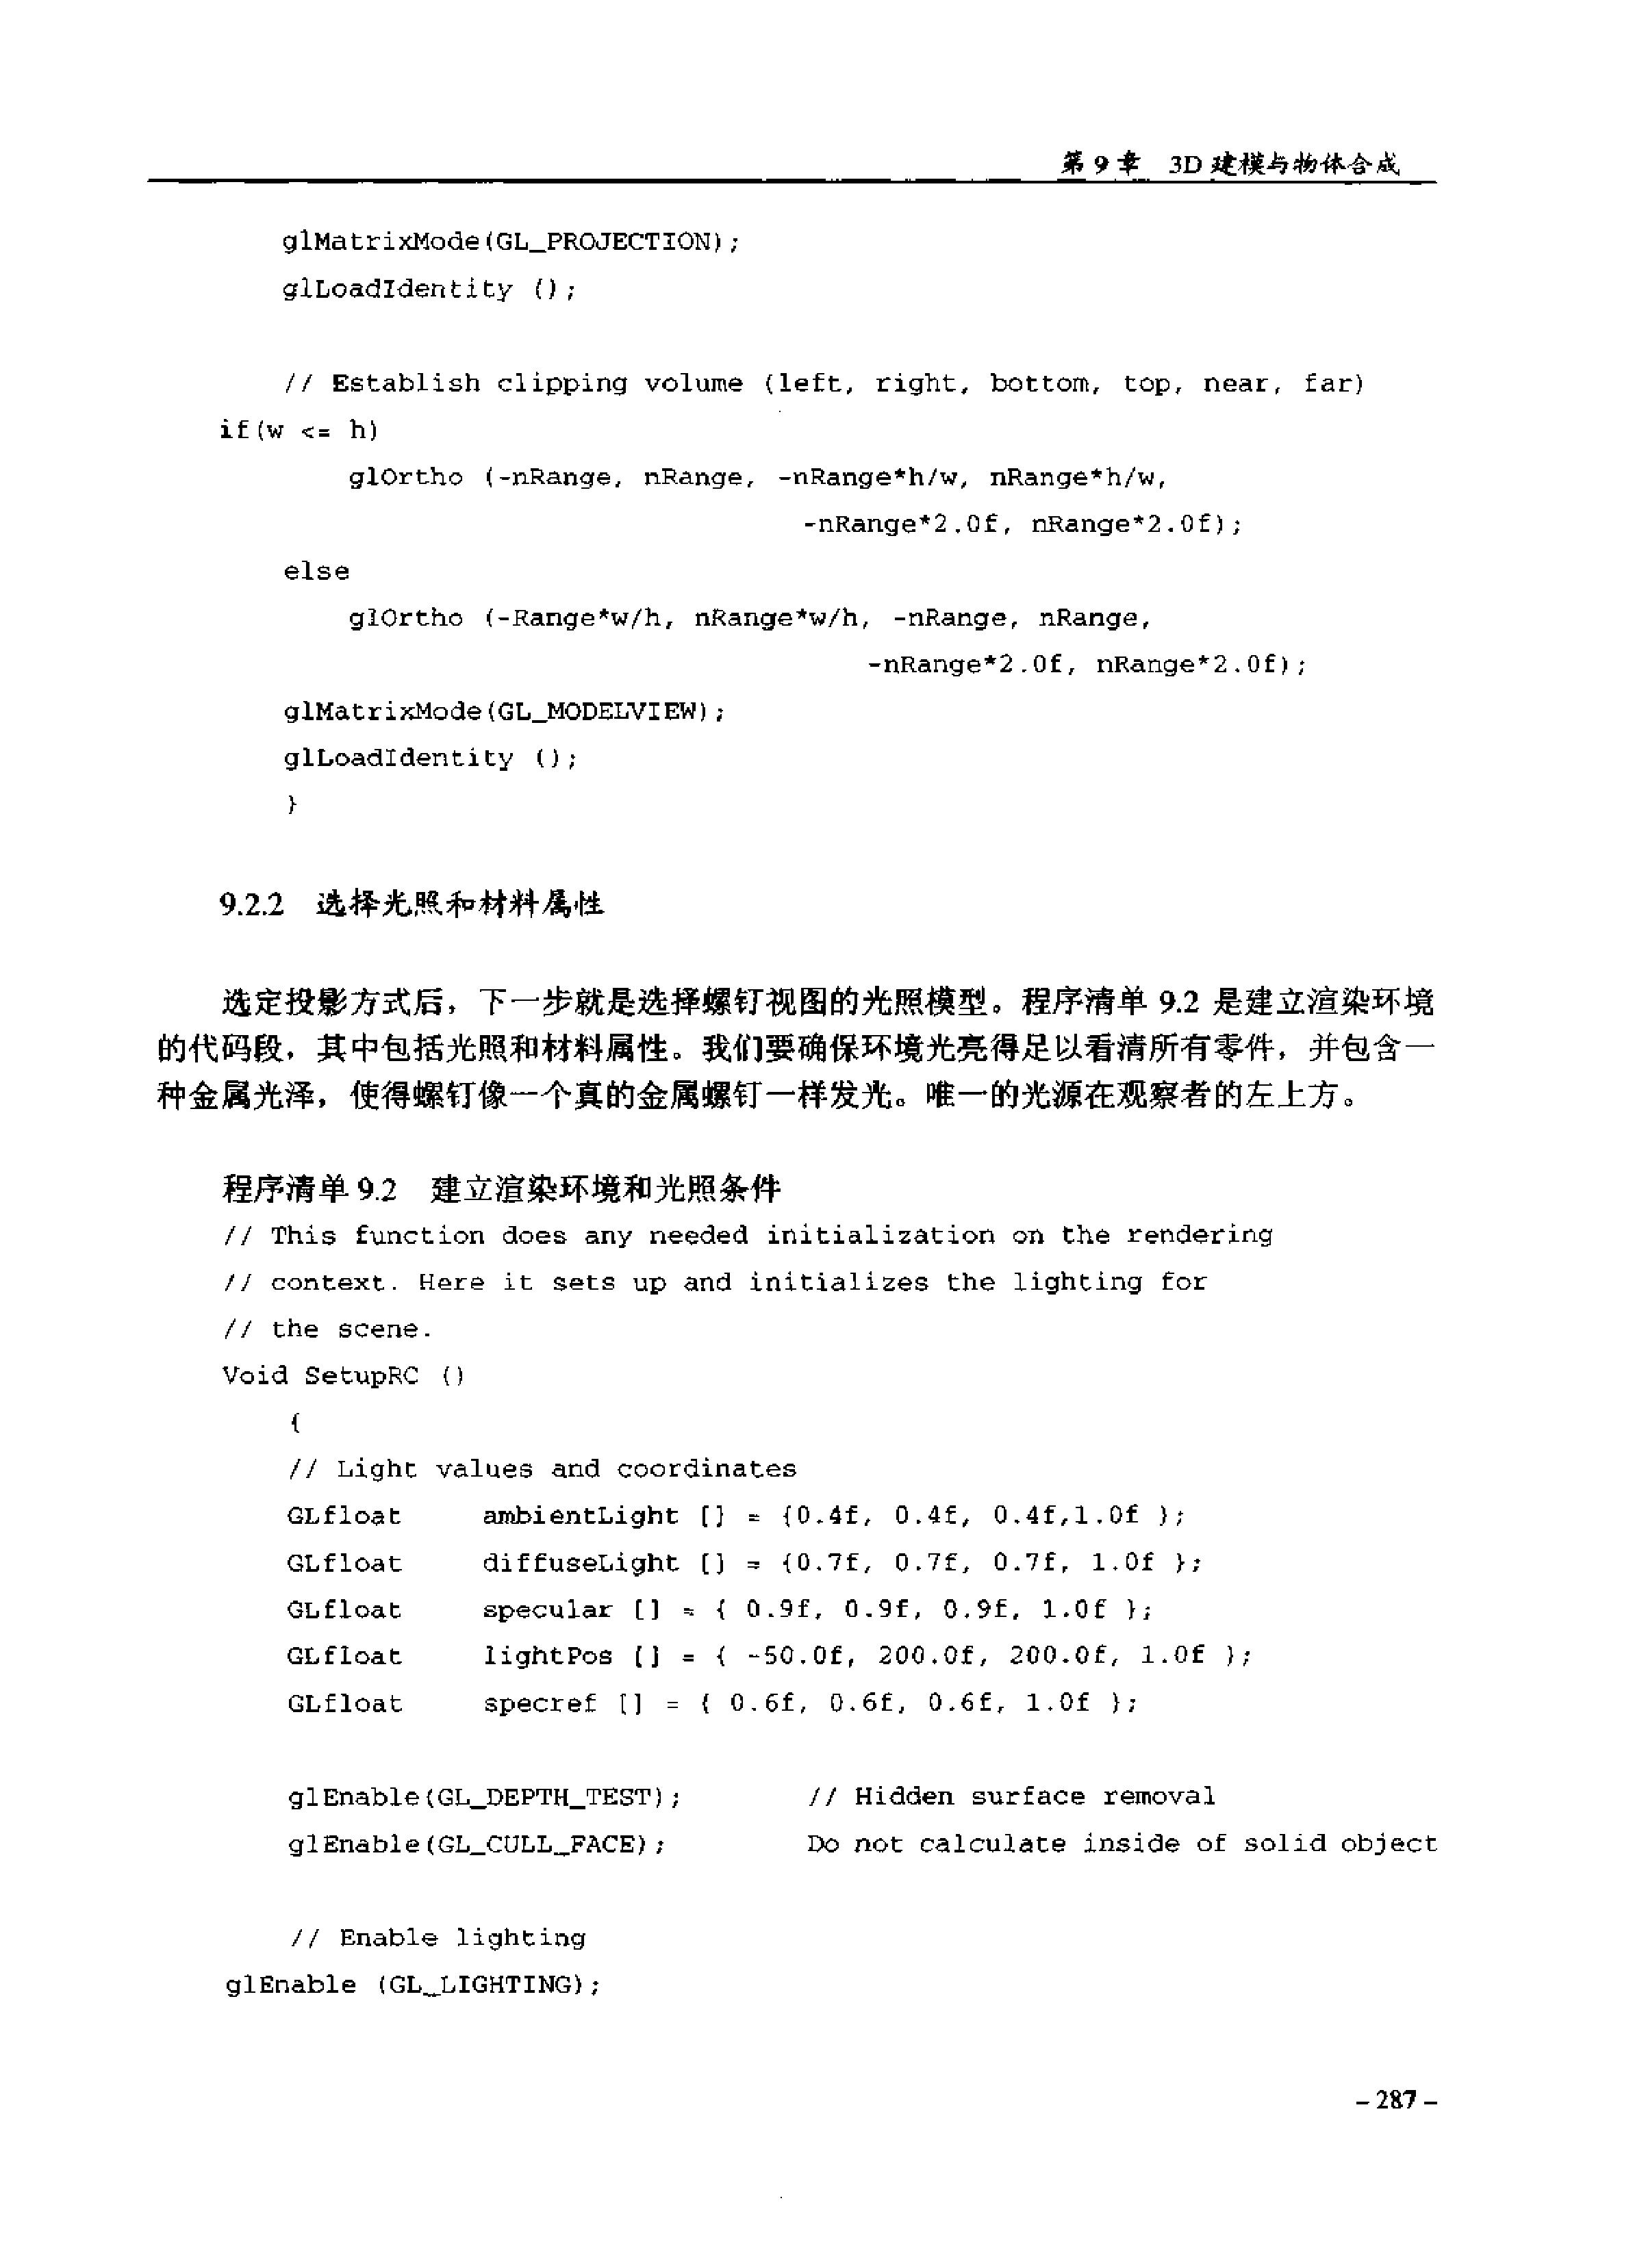 第 9 章 3D 建模与物体合成
glMatrixMode(GL_PROJECTION);
glLoadIdentity ();
// Establish clipping volume (left, right, bottom, top, near, far)
if(w <= h)
glOrtho (-nRange, nRange, -nRange*h/w, nRange*h/w,
-nRange*2.0f, nRange*2.0f);
else
glOrtho (-Range*w/h, nRange*w/h, -nRange, nRange,
-nRange*2.0f, nRange*2.0f);
glMatrixMode(GL_MODELVIEW);
glLoadIdentity ();
}
9.2.2 选择光照和材料属性
选定投影方式后，下一步就是选择螺钉视图的光照模型。程序清单 9.2 是建立渲染环境
的代码段，其中包括光照和材料属性。我们要确保环境光亮得足以看清所有零件，并包含一
种金属光泽，使得螺钉像一个真的金属螺钉一样发光。唯一的光源在观察者的左上方。
程序清单 9.2 建立渲染环境和光照条件
// This function does any needed initialization on the rendering
// context. Here it sets up and initializes the lighting for
// the scene.
Void SetupRC ()
{
// Light values and coordinates
GLfloat ambientLight [] = {0.4f, 0.4f, 0.4f,1.0f };
GLfloat diffuseLight [] = {0.7f, 0.7f, 0.7f, 1.0f };
GLfloat specular [] = { 0.9f, 0.9f, 0.9f, 1.0f };
GLfloat lightPos [] = { -50.0f, 200.0f, 200.0f, 1.0f };
GLfloat specref [] = { 0.6f, 0.6f, 0.6f, 1.0f };
glEnable(GL_DEPTH_TEST); // Hidden surface removal
glEnable(GL_CULL_FACE); Do not calculate inside of solid object
// Enable lighting
glEnable (GL_LIGHTING);
- 287 -